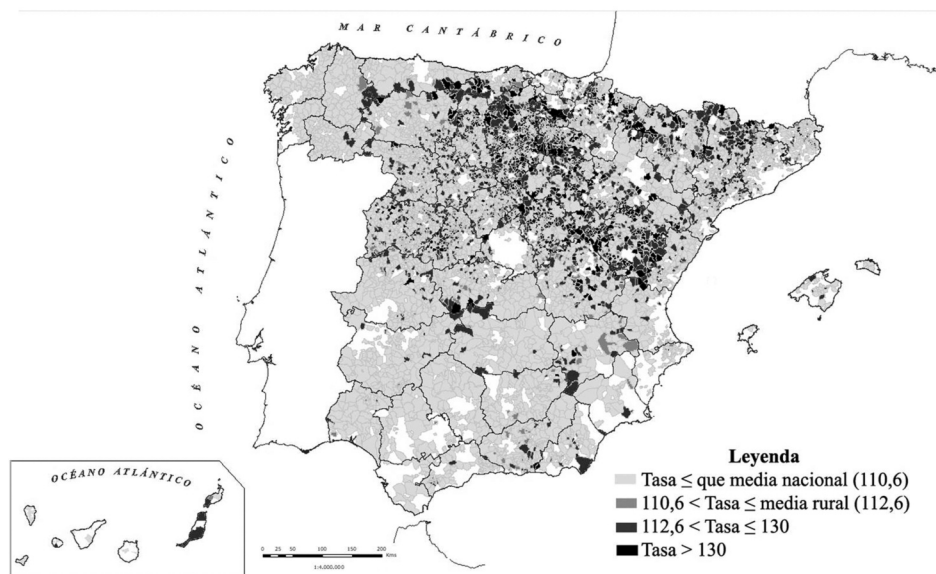 MAR CANTÁBRICO
OCÉANO ATLÁNTICO
OCÉANO ATLÁNTICO
Leyenda
Tasa ≤ que media nacional (110,6)
110,6 < Tasa ≤ media rural (112,6)
112,6 < Tasa ≤ 130
Tasa > 130
0 25 50 100 150 200
Kms
1:4.000.000